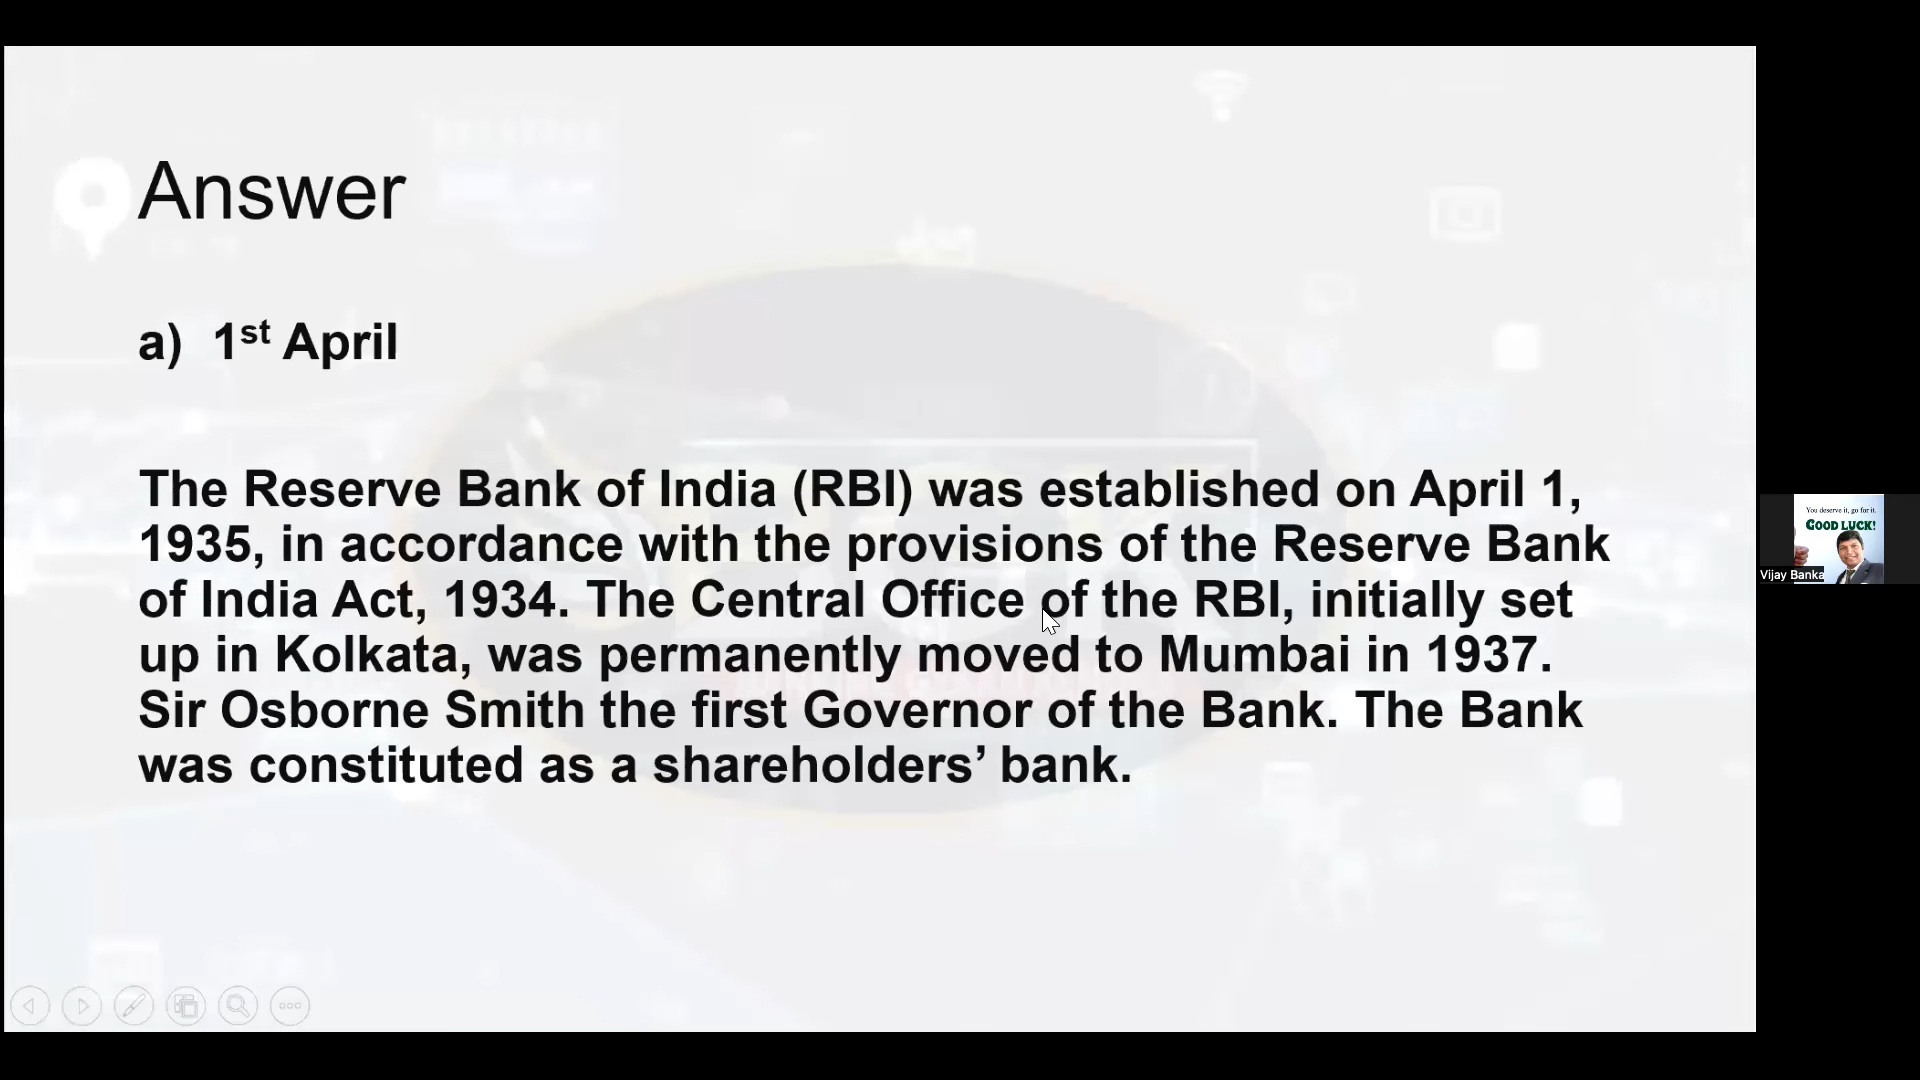 Answer
a) 1st April
The Reserve Bank of India (RBI) was established on April 1,
1935, in accordance with the provisions of the Reserve Bank
of India Act, 1934. The Central Office of the RBI, initially set
up in Kolkata, was permanently moved to Mumbai in 1937.
Sir Osborne Smith the first Governor of the Bank. The Bank
was constituted as a shareholders’ bank.
You deserve it, go for it.
GOOD LUCK!
Vijay Banka